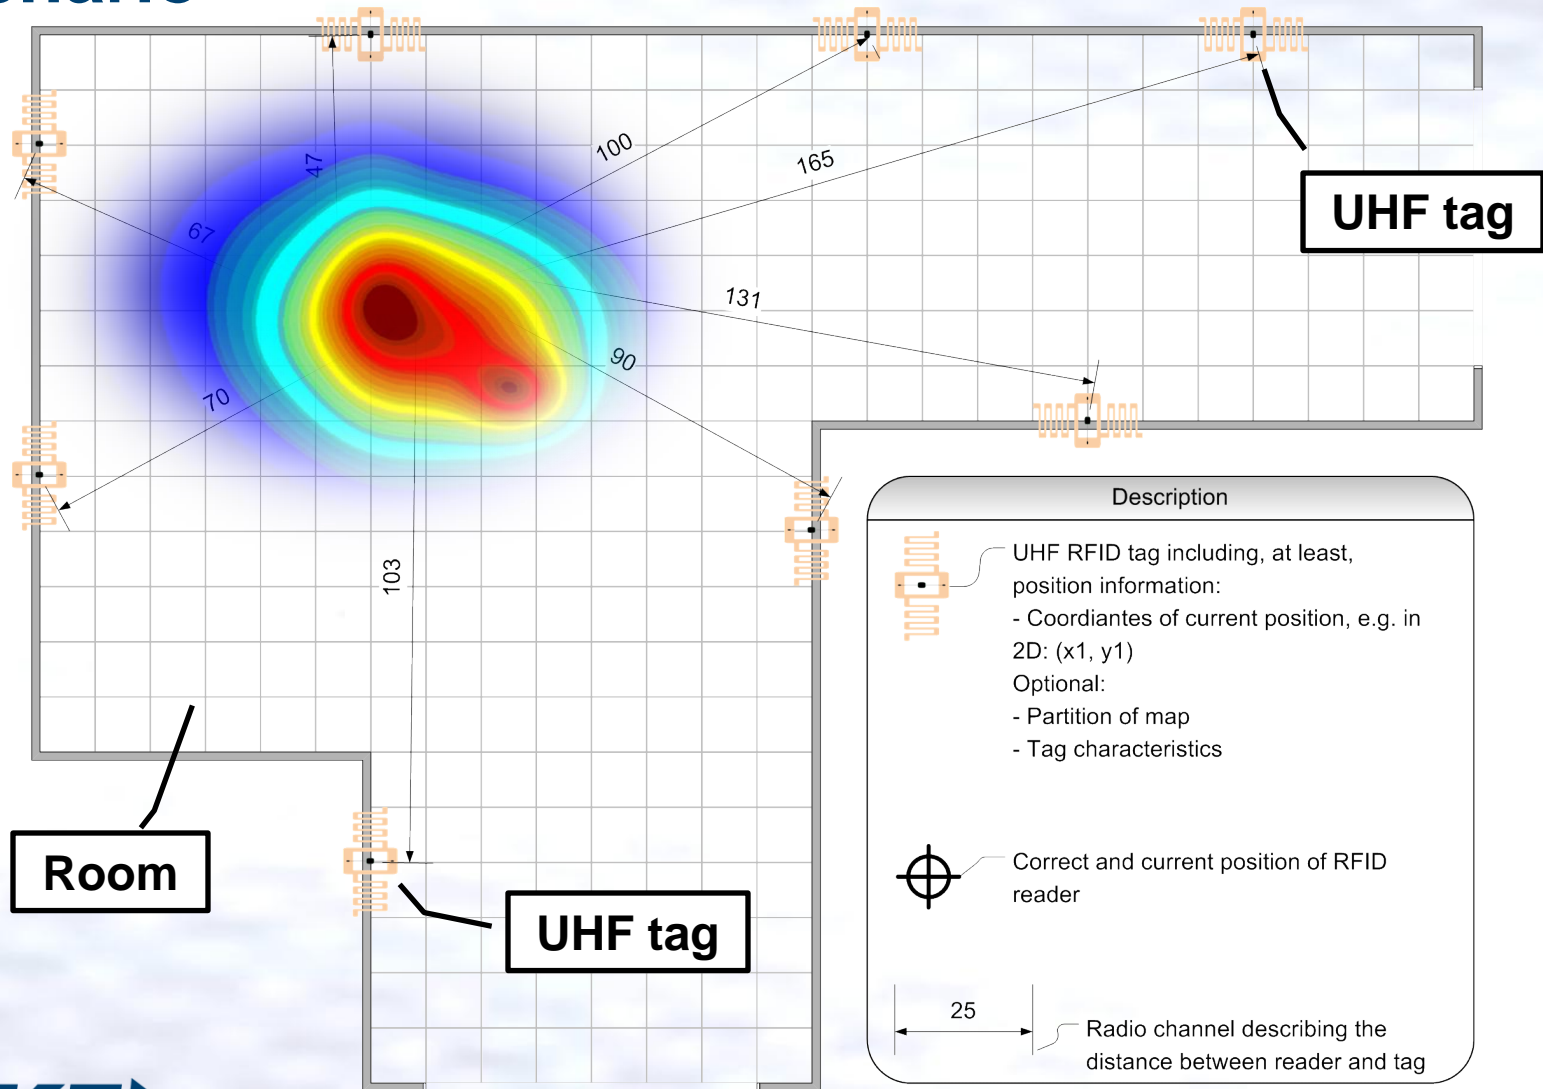 47
100
165
UHF tag
67
131
90
70
Description
UHF RFID tag including, at least,
position information:
- Coordiantes of current position, e.g. in
2D: (x1, y1)
Optional:
- Partition of map
- Tag characteristics
103
Room
UHF tag
Correct and current position of RFID
reader
25
Radio channel describing the
distance between reader and tag